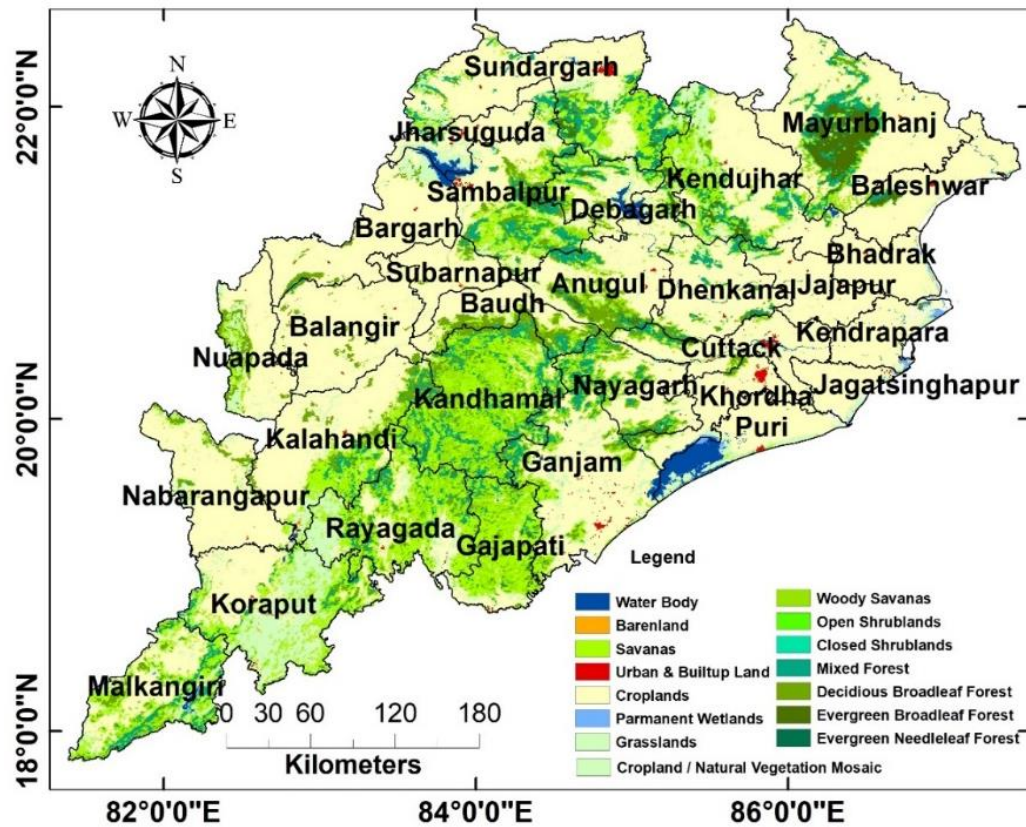 N
W E
S
Sundargarh
Jharsuguda
Mayurbhanj
Sambalpur
Kendujhar
Baleshwar
Debagarh
Bargarh
Bhadrak
Subarnapur
Anugul
Dhenkanal
Jajapur
Baudh
Balangir
Kendrapara
Nuapada
Cuttack
Kandhamal
Nayagarh
Khordha
Jagatsinghapur
Puri
Kalahandi
Ganjam
Nabarangapur
Rayagada
Gajapati
Koraput
Malkangiri
22°0'0"N
20°0'0"N
18°0'0"N
82°0'0"E 84°0'0"E 86°0'0"E
0 30 60 120 180
Kilometers
Legend
Water Body
Barenland
Savanas
Urban & Builtup Land
Croplands
Parmanent Wetlands
Grasslands
Cropland / Natural Vegetation Mosaic
Woody Savanas
Open Shrublands
Closed Shrublands
Mixed Forest
Decidious Broadleaf Forest
Evergreen Broadleaf Forest
Evergreen Needleleaf Forest